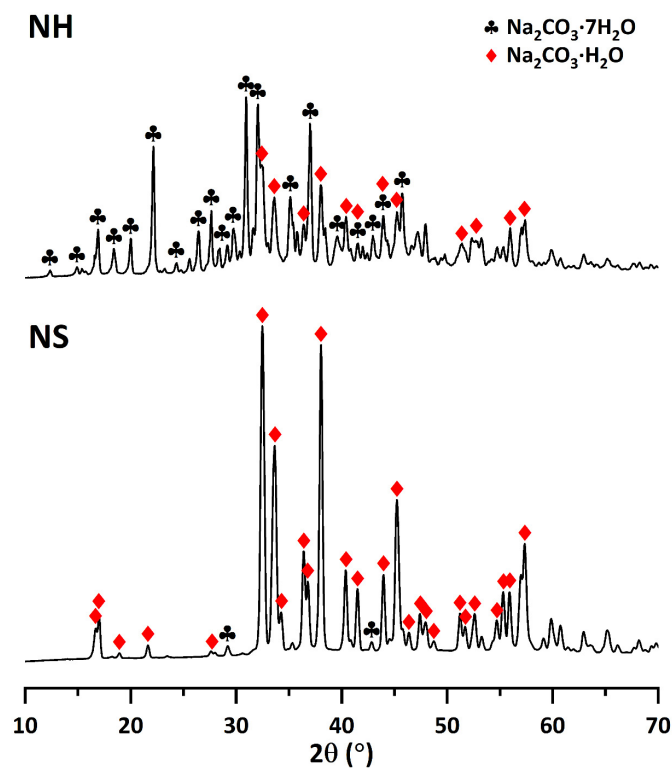 NH
♣ Na₂CO₃·7H₂O
♦ Na₂CO₃·H₂O
NS
10 20 30 40 50 60 70
2θ (°)